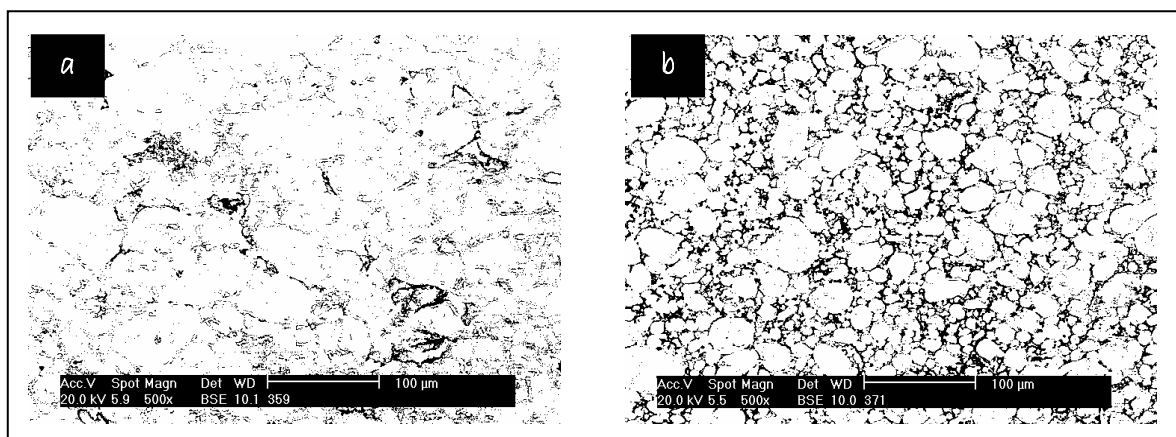 a
b
Acc.V Spot Magn Det WD 100 µm
20.0 kV 5.9 500x BSE 10.1 359
Acc.V Spot Magn Det WD 100 µm
20.0 kV 5.5 500x BSE 10.0 371